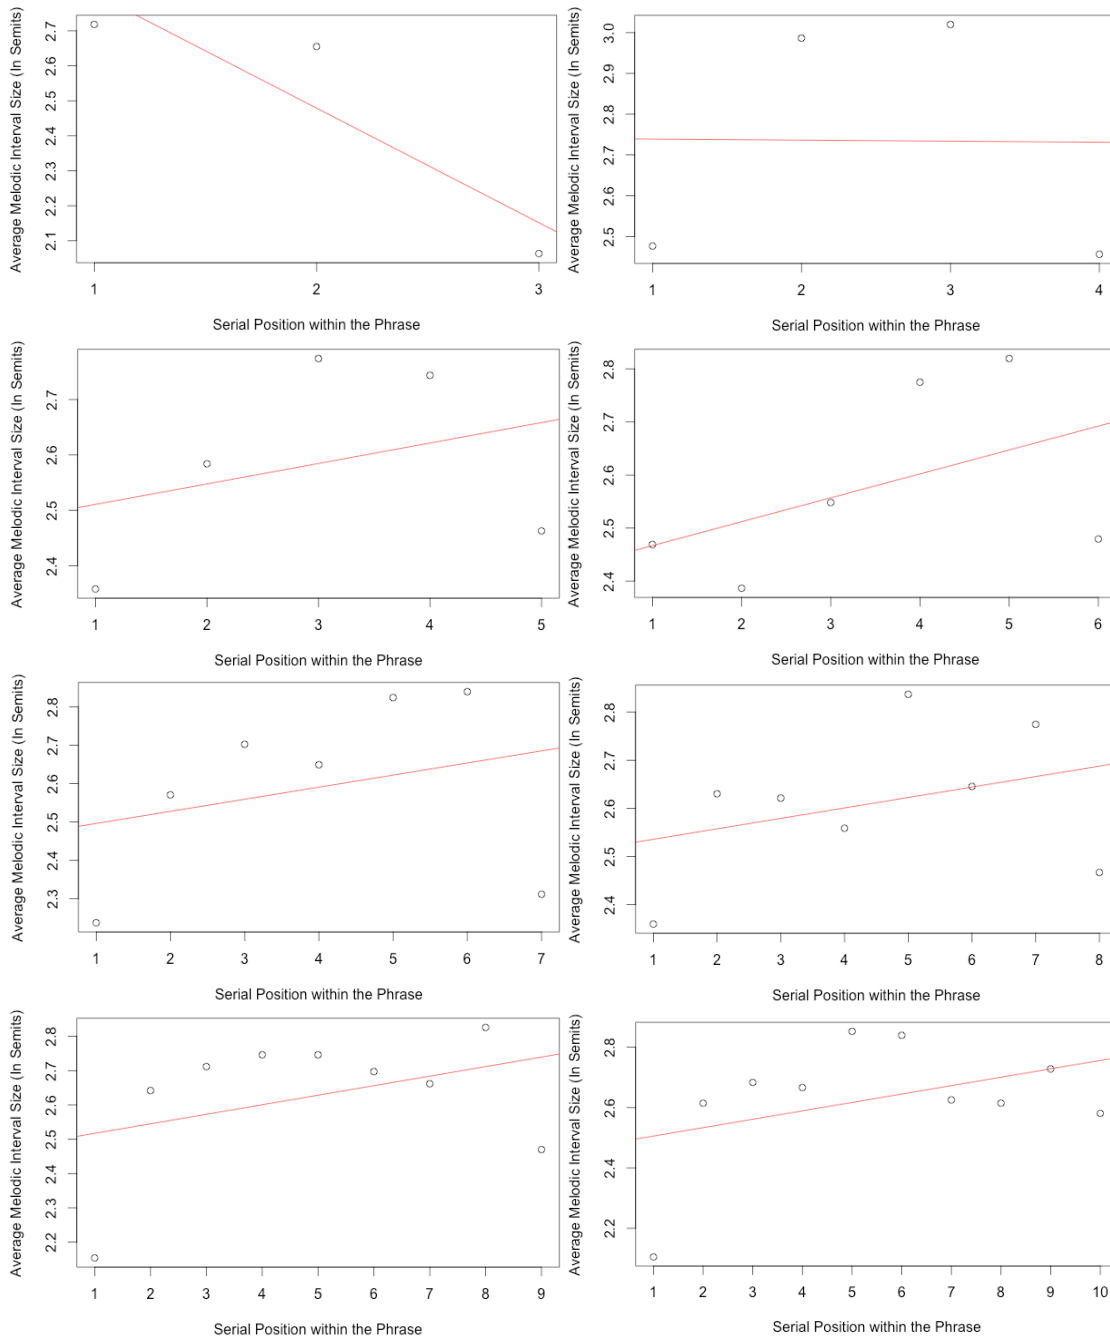 Average Melodic Interval Size (In Semits)
2.7
2.6
2.5
2.4
2.3
2.2
2.1
1 2 3
Serial Position within the Phrase
Average Melodic Interval Size (In Semits)
3.0
2.9
2.8
2.7
2.6
2.5
1 2 3 4
Serial Position within the Phrase
Average Melodic Interval Size (In Semits)
2.7
2.6
2.5
2.4
1 2 3 4 5
Serial Position within the Phrase
Average Melodic Interval Size (In Semits)
2.8
2.7
2.6
2.5
2.4
1 2 3 4 5 6
Serial Position within the Phrase
Average Melodic Interval Size (In Semits)
2.8
2.7
2.6
2.5
2.4
2.3
1 2 3 4 5 6 7
Serial Position within the Phrase
Average Melodic Interval Size (In Semits)
2.8
2.7
2.6
2.5
2.4
1 2 3 4 5 6 7 8
Serial Position within the Phrase
Average Melodic Interval Size (In Semits)
2.8
2.7
2.6
2.5
2.4
2.3
2.2
1 2 3 4 5 6 7 8 9
Serial Position within the Phrase
Average Melodic Interval Size (In Semits)
2.8
2.6
2.4
2.2
1 2 3 4 5 6 7 8 9 10
Serial Position within the Phrase